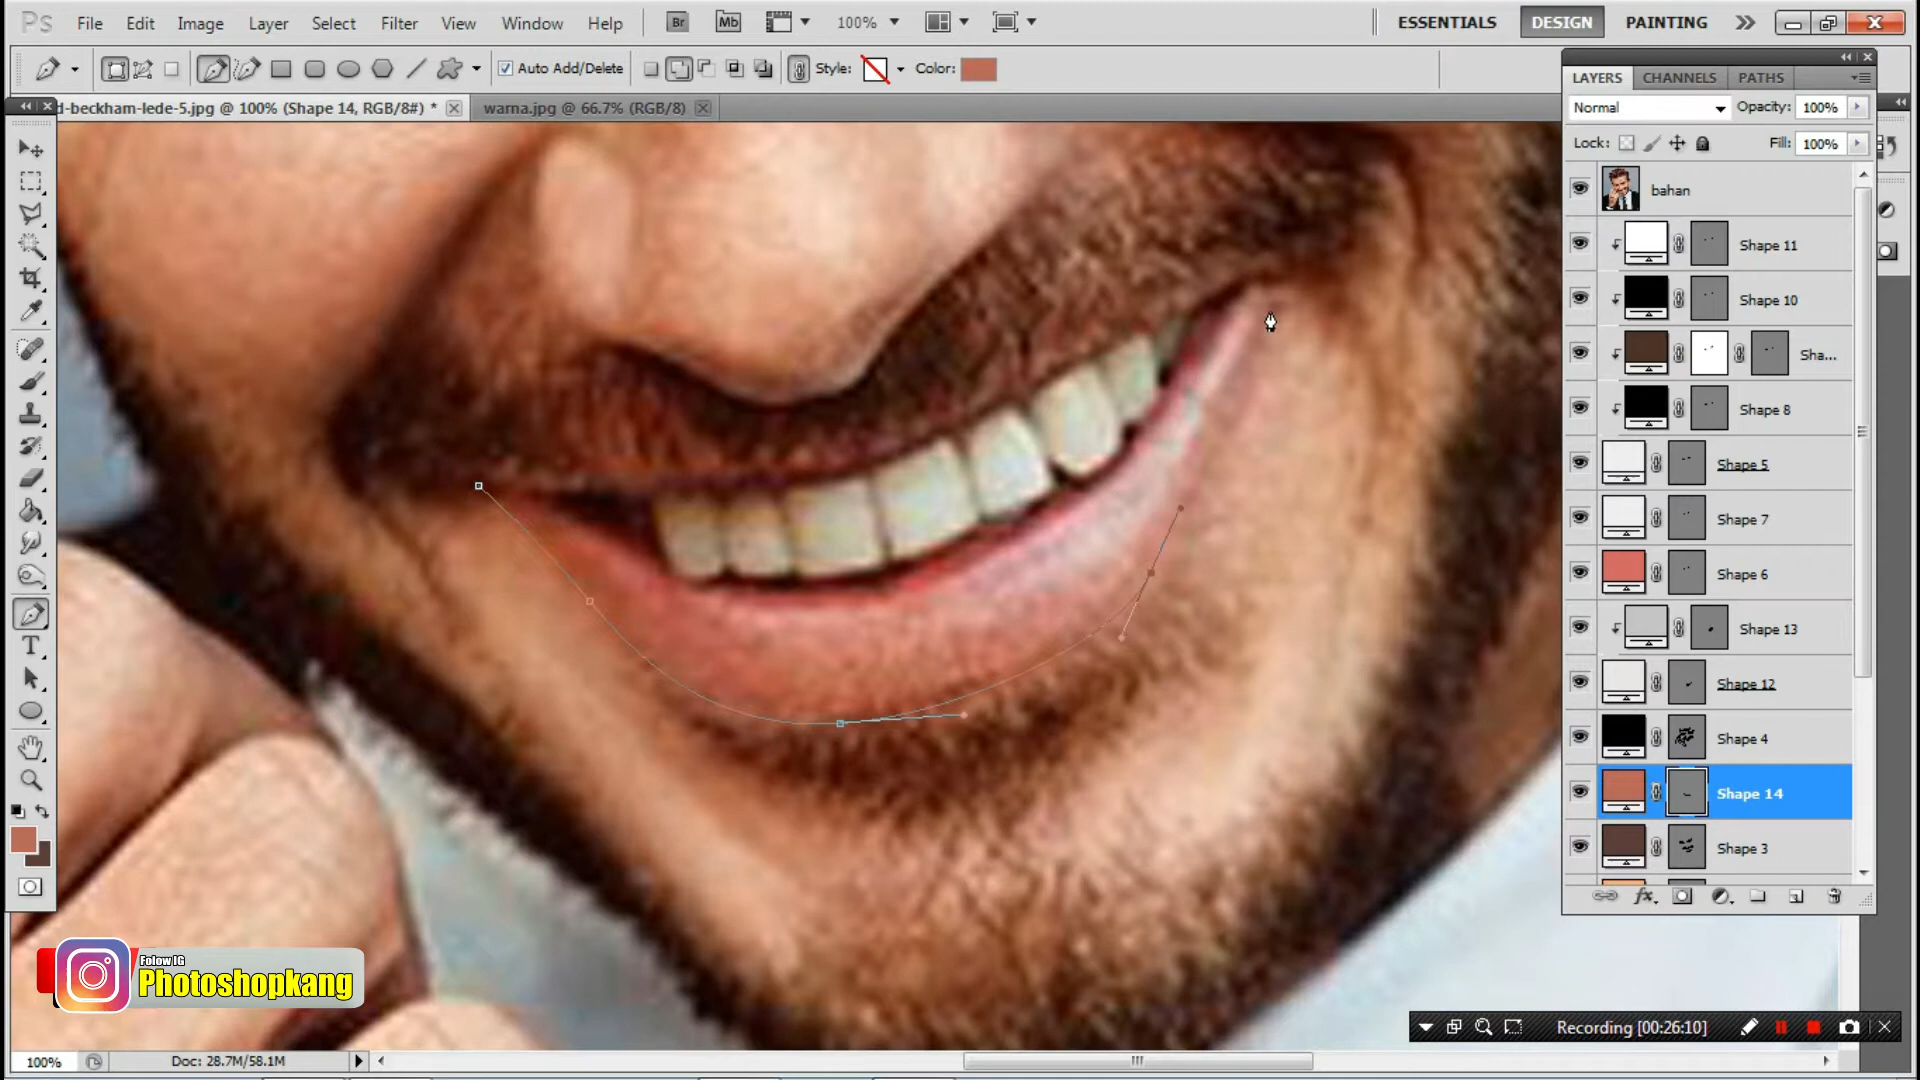 Ps File Edit Image Layer Select Filter View Window Help Br Mb 100% ESSENTIALS DESIGN PAINTING
Auto Add/Delete Style: Color:
d-beckham-lede-5.jpg @ 100% (Shape 14, RGB/8#) * warna.jpg @ 66.7% (RGB/8)
LAYERS CHANNELS PATHS
Normal Opacity: 100%
Lock: Fill: 100%
bahan
Shape 11
Shape 10
Sha...
Shape 8
Shape 5
Shape 7
Shape 6
Shape 13
Shape 12
Shape 4
Shape 14
Shape 3
T
fx
Folow IG
Photoshopkang
Recording [00:26:10]
100% Doc: 28.7M/58.1M